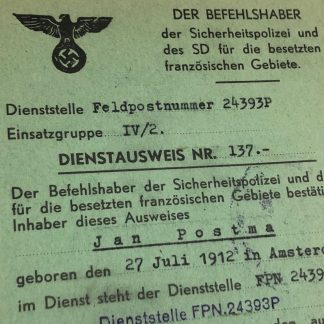 DER BEFEHLSHABER
der Sicherheitspolizei und
des SD für die besetzten
französischen Gebiete.
Dienststelle Feldpostnummer 24393P
Einsatzgruppe IV/2.
DIENSTAUSWEIS NR. 137.-
Der Befehlshaber der Sicherheitspolizei und d
für die besetzten französischen Gebiete bestäti
Inhaber dieses Ausweises
Jan Postma
geboren den 27 Juli 1912 in Amsterd
im Dienst steht der Dienststelle FPN 2439
Dienststelle FPN.24393P